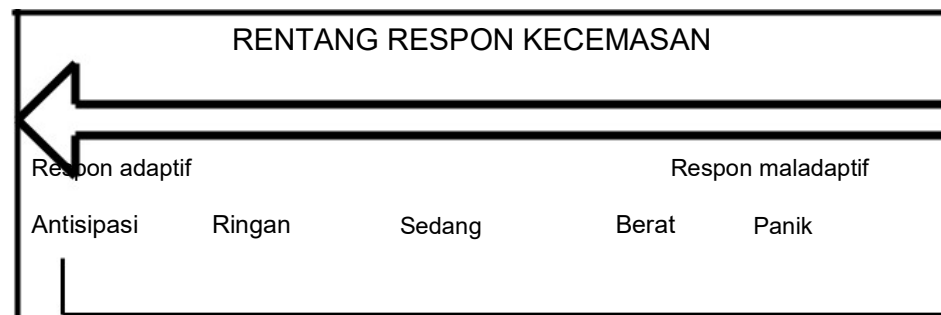 RENTANG RESPON KECEMASAN
Respon adaptif Respon maladaptif
Antisipasi Ringan Sedang Berat Panik